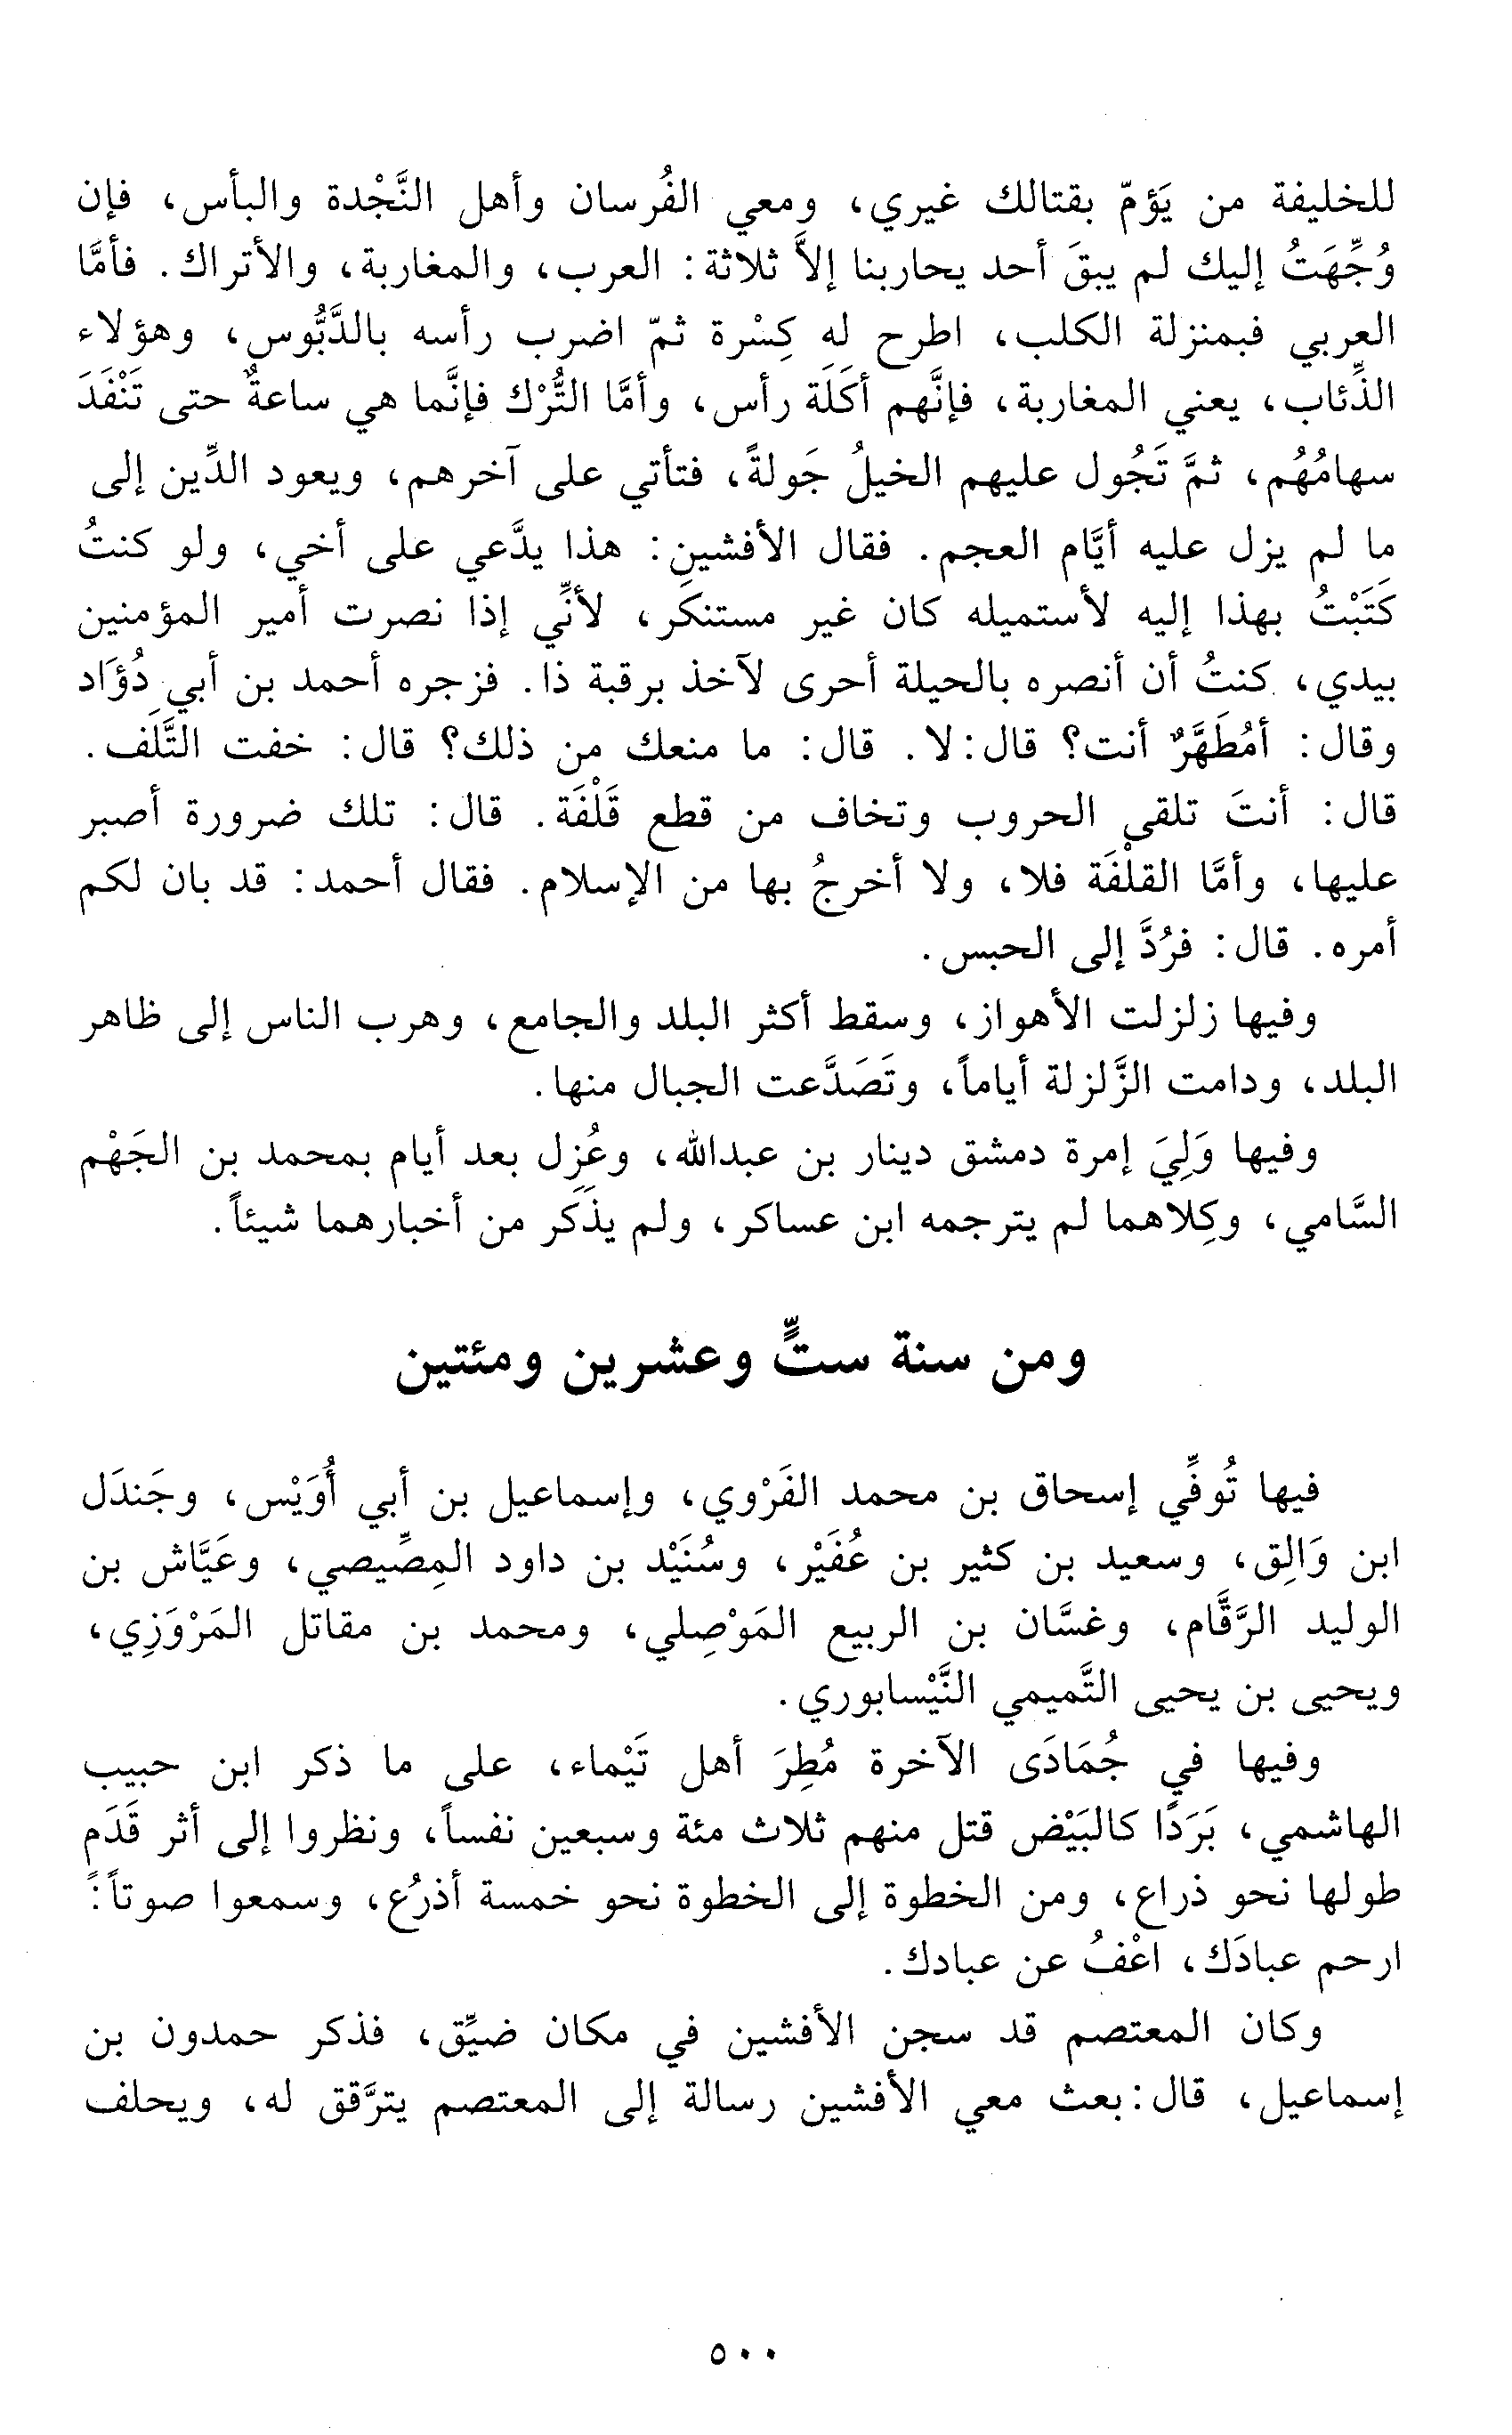 للخليفة من يَؤمّ بقتالك غيري، ومعي الفُرسان وأهل النَّجْدة والبأس، فإن
وُجِّهَتُ إليك لم يبقَ أحد يحاربنا إلاَّ ثلاثة: العرب، والمغاربة، والأتراك. فأمَّا
العربي فبمنزلة الكلب، اطرح له كِسْرة ثمّ اضرب رأسه بالدَّبُّوس، وهؤلاء
الذِّئاب، يعني المغاربة، فإنَّهم أكَلَة رأس، وأمَّا التُّرْك فإنَّما هي ساعةٌ حتى تَنْفَدَ
سهامُهُم، ثمَّ تَجُول عليهم الخيلُ جَولةً، فتأتي على آخرهم، ويعود الدِّين إلى
ما لم يزل عليه أيَّام العجم. فقال الأفشين: هذا يدَّعي على أخي، ولو كنتُ
كَتَبْتُ بهذا إليه لأستميله كان غير مستنكَر، لأنِّي إذا نصرت أمير المؤمنين
بيدي، كنتُ أن أنصره بالحيلة أحرى لآخذ برقبة ذا. فزجره أحمد بن أبي دُؤَاد
وقال: أمُطَهَّرٌ أنت؟ قال: لا. قال: ما منعك من ذلك؟ قال: خفت التَّلَف.
قال: أنتَ تلقى الحروب وتخاف من قطع قَلْفَة. قال: تلك ضرورة أصبر
عليها، وأمَّا القلْفَة فلا، ولا أخرجُ بها من الإسلام. فقال أحمد: قد بان لكم
أمره. قال: فرُدَّ إلى الحبس.
وفيها زلزلت الأهواز، وسقط أكثر البلد والجامع، وهرب الناس إلى ظاهر
البلد، ودامت الزَّلزلة أياماً، وتَصَدَّعت الجبال منها.
وفيها وَلِيَ إمرة دمشق دينار بن عبدالله، وعُزِل بعد أيام بمحمد بن الجَهْم
السَّامي، وكِلاهما لم يترجمه ابن عساكر، ولم يذكَر من أخبارهما شيئاً.
ومن سنة ستٍّ وعشرين ومئتين
فيها تُوفِّي إسحاق بن محمد الفَرْوي، وإسماعيل بن أبي أُوَيْس، وجَندَل
ابن وَالِق، وسعيد بن كثير بن عُفَيْر، وسُنَيْد بن داود المِصِّيصي، وعَيَّاش بن
الوليد الرَّقَّام، وغسَّان بن الربيع المَوْصِلي، ومحمد بن مقاتل المَرْوَزِي،
ويحيى بن يحيى التَّميمي النَّيْسابوري.
وفيها في جُمَادَى الآخرة مُطِرَ أهل تَيْماء، على ما ذكر ابن حبيب
الهاشمي، بَرَدًا كالبَيْض قتل منهم ثلاث مئة وسبعين نفساً، ونظروا إلى أثر قَدَم
طولها نحو ذراع، ومن الخطوة إلى الخطوة نحو خمسة أذرُع، وسمعوا صوتاً:
ارحم عبادَك، اعْفُ عن عبادك.
وكان المعتصم قد سجن الأفشين في مكان ضيِّق، فذكر حمدون بن
إسماعيل، قال: بعث معي الأفشين رسالة إلى المعتصم يترَّقق له، ويحلف
٥٠٠